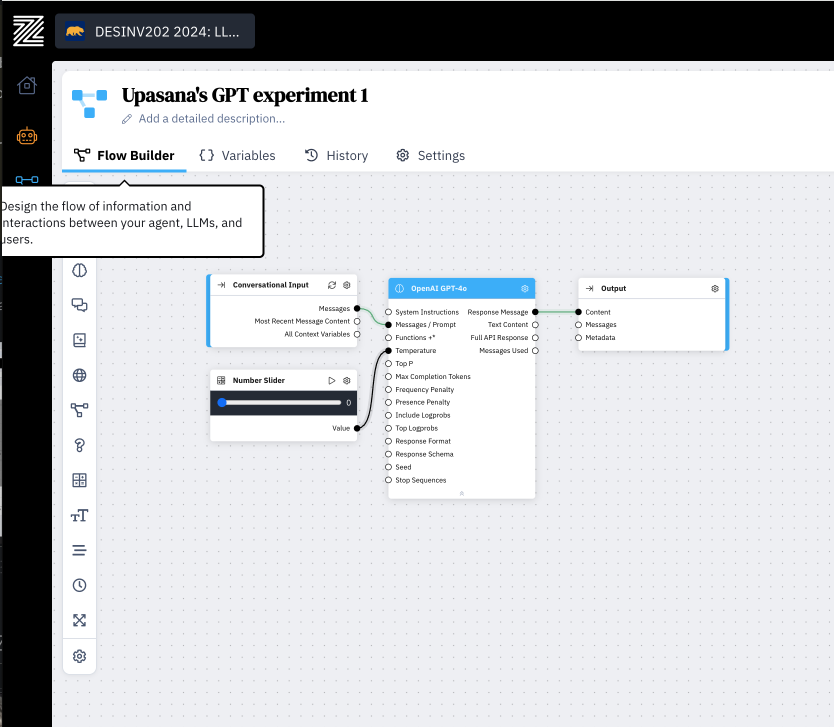 DESINV202 2024: LL...
Upasana's GPT experiment 1
Add a detailed description...
Flow Builder
Variables
History
Settings
Design the flow of information and
interactions between your agent, LLMs, and
users.
Conversational Input
Messages
Most Recent Message Content
All Context Variables
Number Slider
0
Value
OpenAI GPT-4o
System Instructions Response Message
Messages / Prompt Text Content
Functions +* Full API Response
Temperature Messages Used
Top P
Max Completion Tokens
Frequency Penalty
Presence Penalty
Include Logprobs
Top Logprobs
Response Format
Response Schema
Seed
Stop Sequences
Output
Content
Messages
Metadata